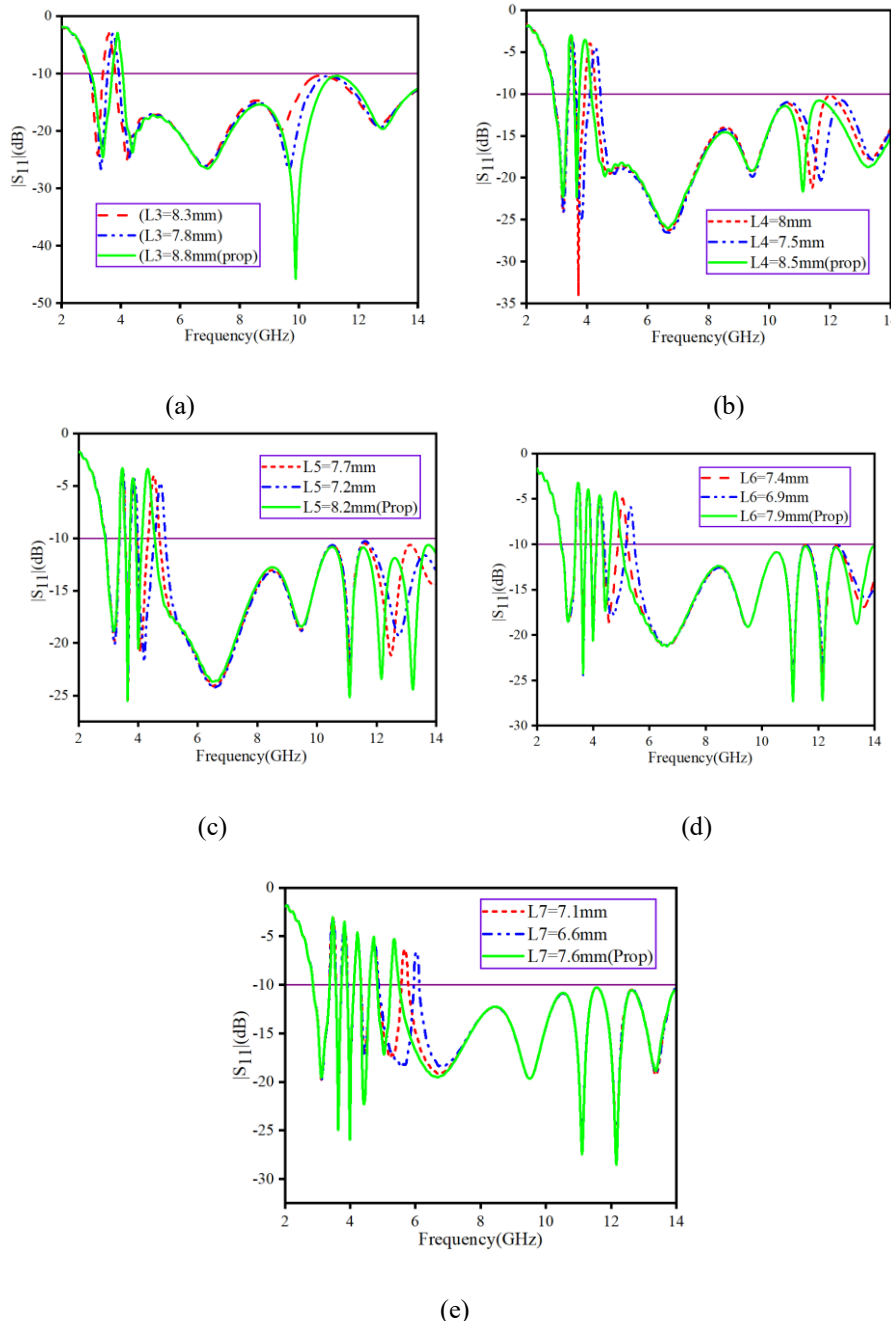 0
-10
-20
-30
-40
-50
|S11|(dB)
(L3=8.3mm)
(L3=7.8mm)
(L3=8.8mm(prop)
2 4 6 8 10 12 14
Frequency(GHz)
(a)
0
-5
-10
-15
-20
-25
-30
-35
|S11|(dB)
L4=8mm
L4=7.5mm
L4=8.5mm(prop)
2 4 6 8 10 12 14
Frequency(GHz)
(b)
0
-5
-10
-15
-20
-25
|S11|(dB)
L5=7.7mm
L5=7.2mm
L5=8.2mm(Prop)
2 4 6 8 10 12 14
Frequency(GHz)
(c)
0
-5
-10
-15
-20
-25
-30
|S11|(dB)
L6=7.4mm
L6=6.9mm
L6=7.9mm(Prop)
2 4 6 8 10 12 14
Frequency(GHz)
(d)
0
-5
-10
-15
-20
-25
-30
|S11|(dB)
L7=7.1mm
L7=6.6mm
L7=7.6mm(Prop)
2 4 6 8 10 12 14
Frequency(GHz)
(e)